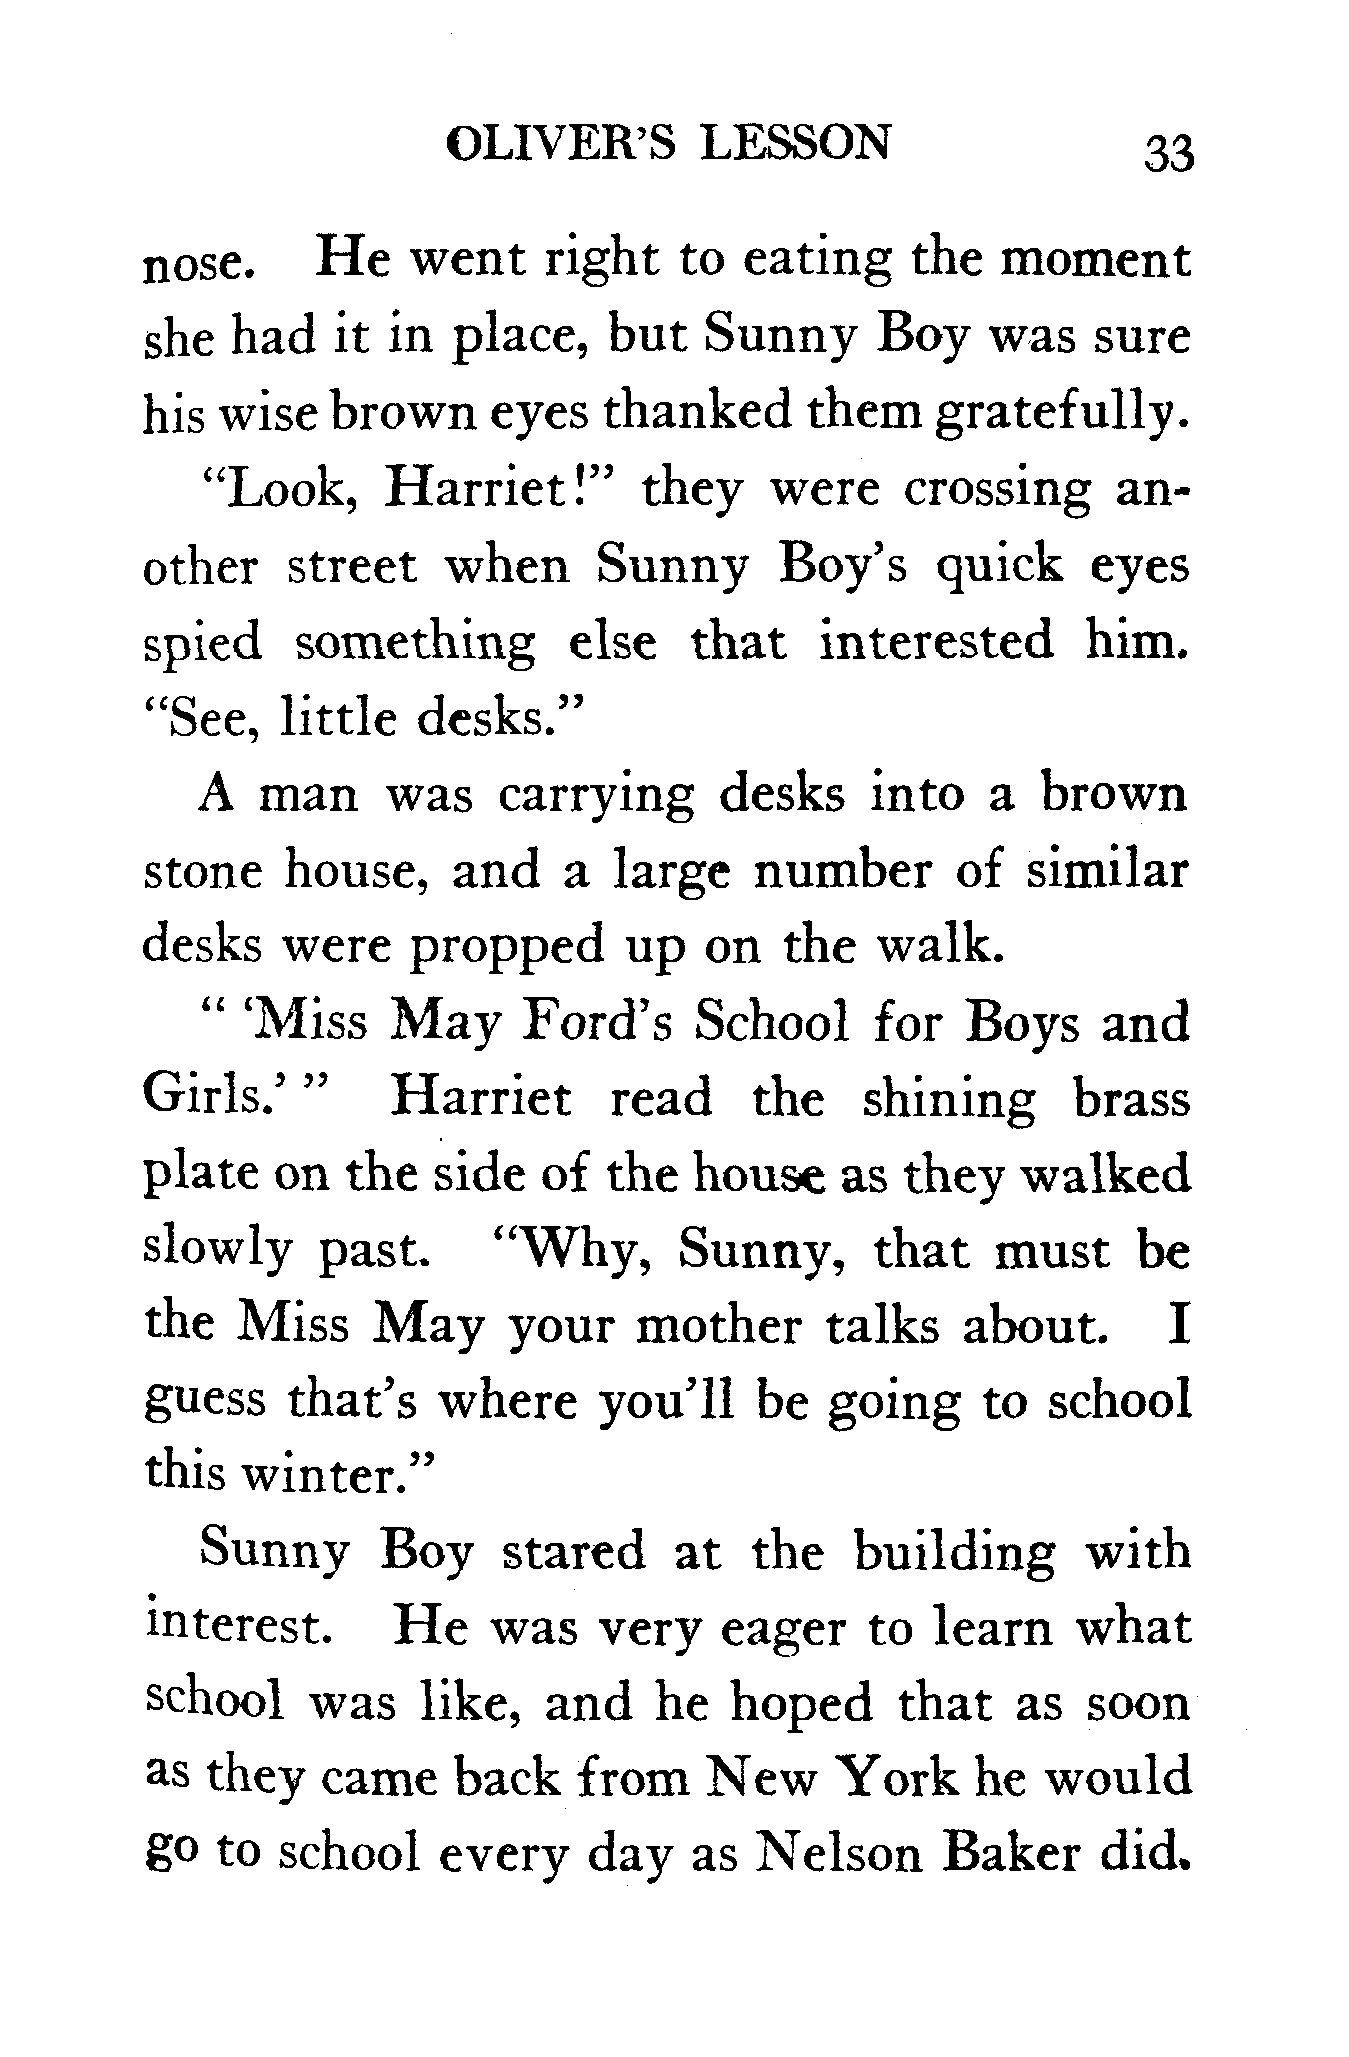 OLIVER'S LESSON 33
nose. He went right to eating the moment
she had it in place, but Sunny Boy was sure
his wise brown eyes thanked them gratefully.
"Look, Harriet!" they were crossing an-
other street when Sunny Boy's quick eyes
spied something else that interested him.
"See, little desks."
A man was carrying desks into a brown
stone house, and a large number of similar
desks were propped up on the walk.
" 'Miss May Ford's School for Boys and
Girls.' " Harriet read the shining brass
plate on the side of the house as they walked
slowly past. "Why, Sunny, that must be
the Miss May your mother talks about. I
guess that's where you'll be going to school
this winter."
Sunny Boy stared at the building with
interest. He was very eager to learn what
school was like, and he hoped that as soon
as they came back from New York he would
go to school every day as Nelson Baker did.